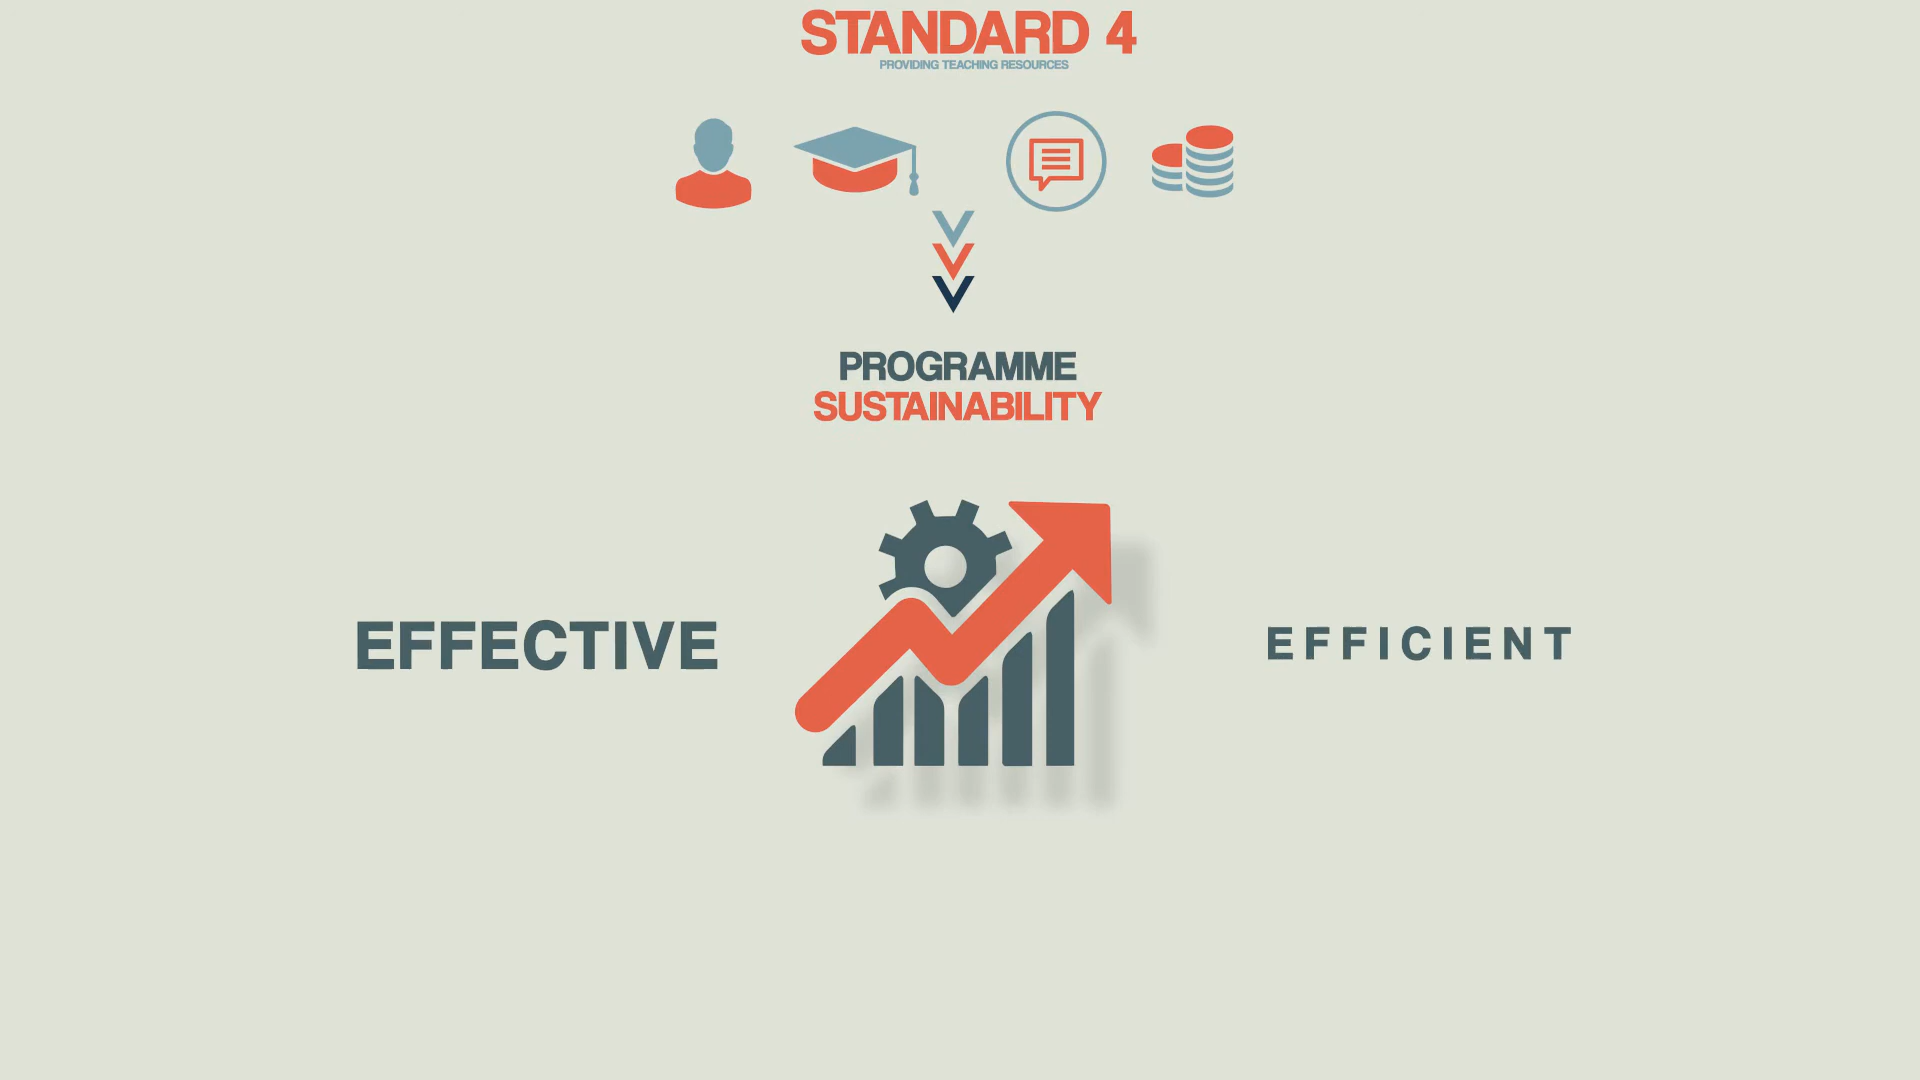 STANDARD 4
PROVIDING TEACHING RESOURCES
PROGRAMME
SUSTAINABILITY
EFFECTIVE
EFFICIENT